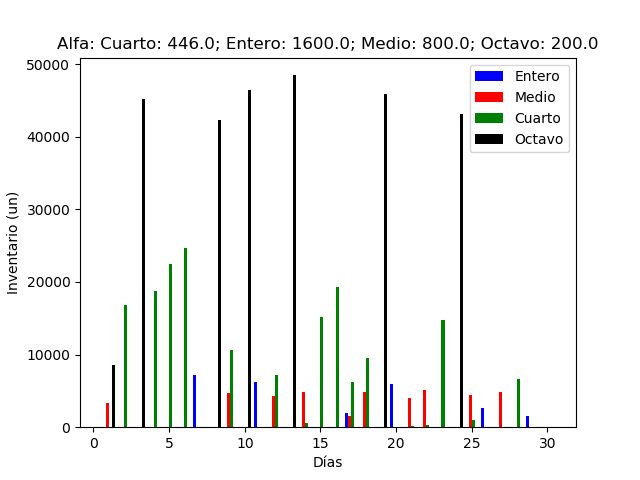 Alfa: Cuarto: 446.0; Entero: 1600.0; Medio: 800.0; Octavo: 200.0
50000
40000
30000
20000
10000
0
Inventario (un)
Entero
Medio
Cuarto
Octavo
0 5 10 15 20 25 30
Días